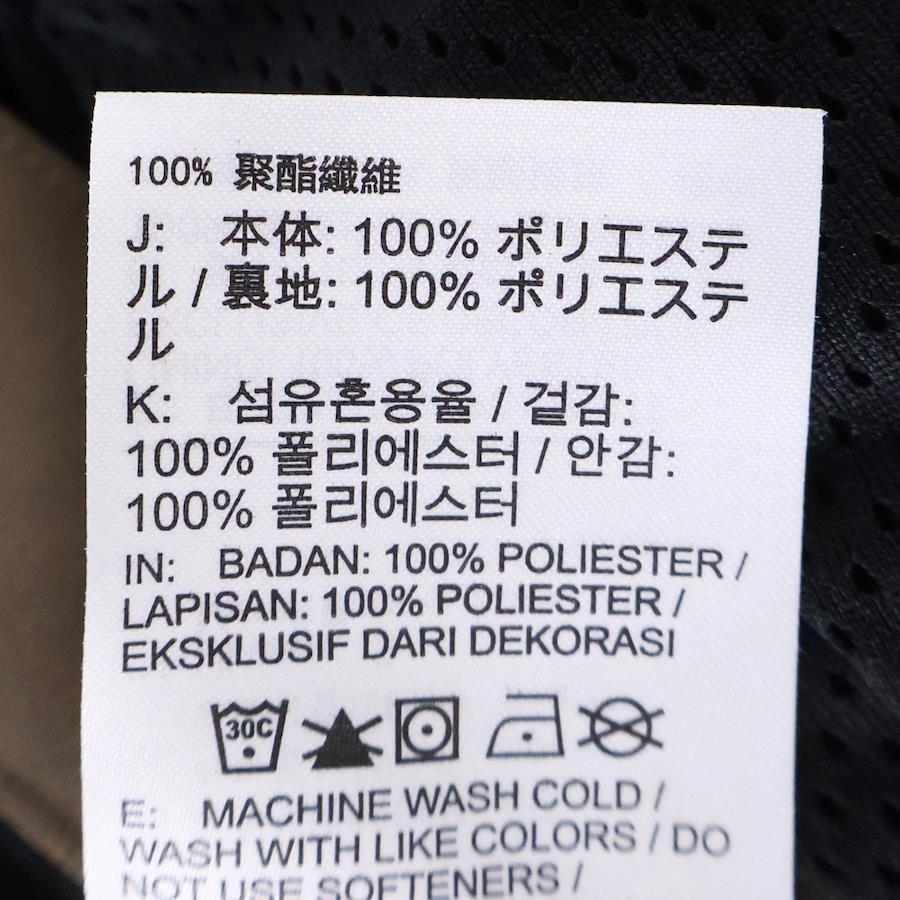 100% 聚酯纖維
J: 本体: 100% ポリエステ
ル / 裏地: 100% ポリエステ
ル
K: 섬유혼용율 / 겉감:
100% 폴리에스터 / 안감:
100% 폴리에스터
IN: BADAN: 100% POLIESTER /
LAPISAN: 100% POLIESTER /
EKSKLUSIF DARI DEKORASI
30C
E: MACHINE WASH COLD /
WASH WITH LIKE COLORS / DO
NOT USE SOFTENERS /